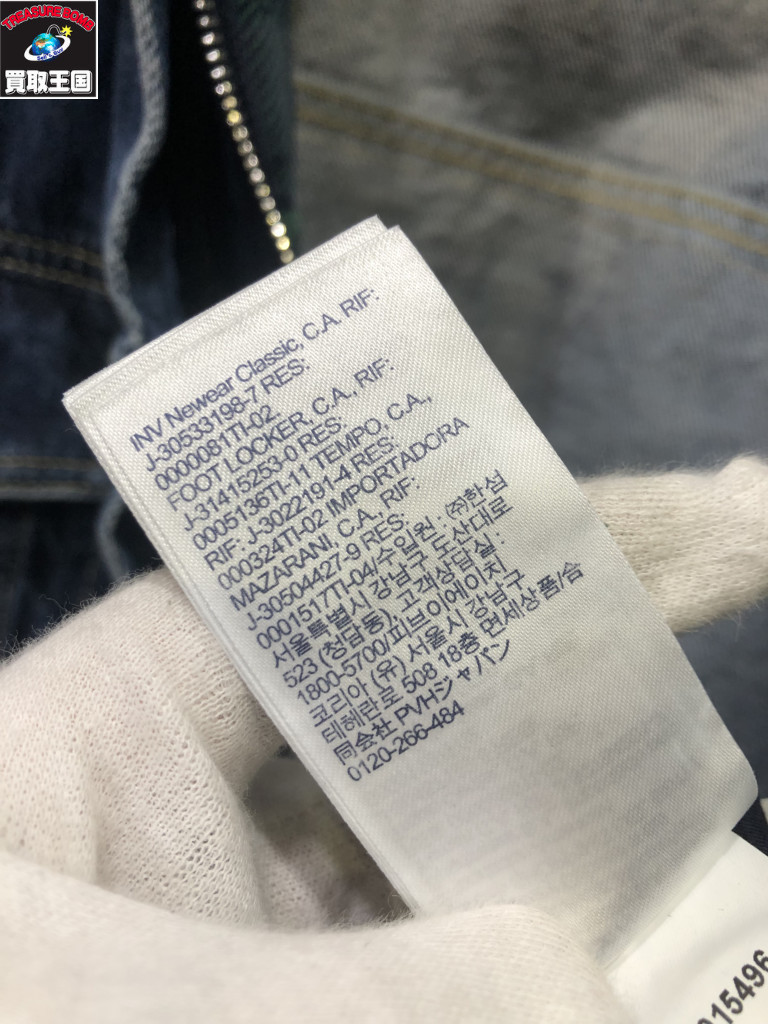 TREASURE BOMB
買取王国
INV Newear Classic, C.A. RIF:
J-30533198-7 RES:
0000081TI-02
FOOT LOCKER, C.A., RIF:
J-31415253-0 RES:
0005136TI-11 TEMPO, C.A.,
RIF: J-3022191-4 RES:
000324TI-02 IMPORTADORA
MAZARANI, C.A., RIF:
J-30504427-9 RES:
0001517TI-04/수입원 : ㈜한섬
서울특별시 강남구 도산대로
523 (청담동), 고객상담실 :
1800-5700/피브이에이치
코리아 (유) 서울시 강남구
테헤란로 508 18층 면세상품/合
同会社 PVHジャパン
0120-266-484
15496